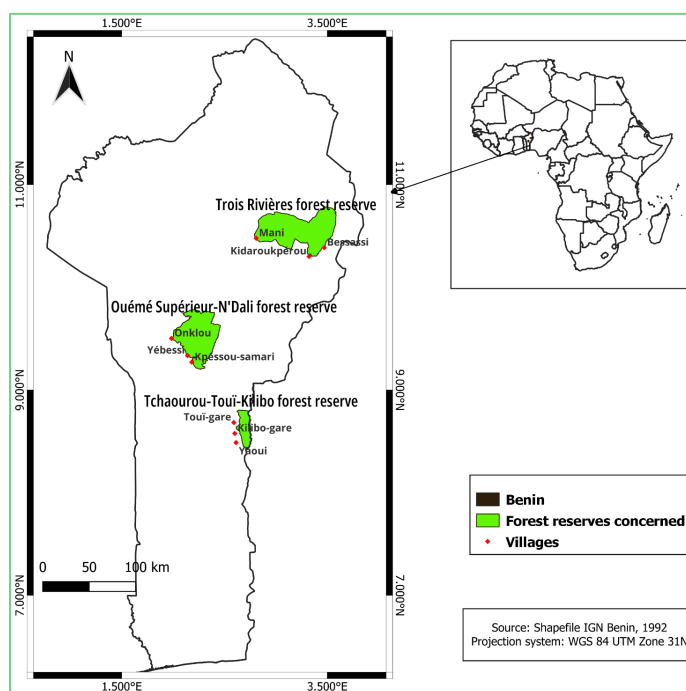 1.500°E 3.500°E
N
11.000°N 11.000°N
Trois Rivières forest reserve
Mani
Bessassi
Kidaroukpérou
Ouémé Supérieur-N'Dali forest reserve
Onklou
Yébessi
Kpessou-samari
9.000°N 9.000°N
Tchaourou-Touï-Kilibo forest reserve
Touï-gare
Kilibo-gare
Yaoui
Benin
Forest reserves concerned
Villages
0 50 100 km
7.000°N 7.000°N
Source: Shapefile IGN Benin, 1992
Projection system: WGS 84 UTM Zone 31N
1.500°E 3.500°E